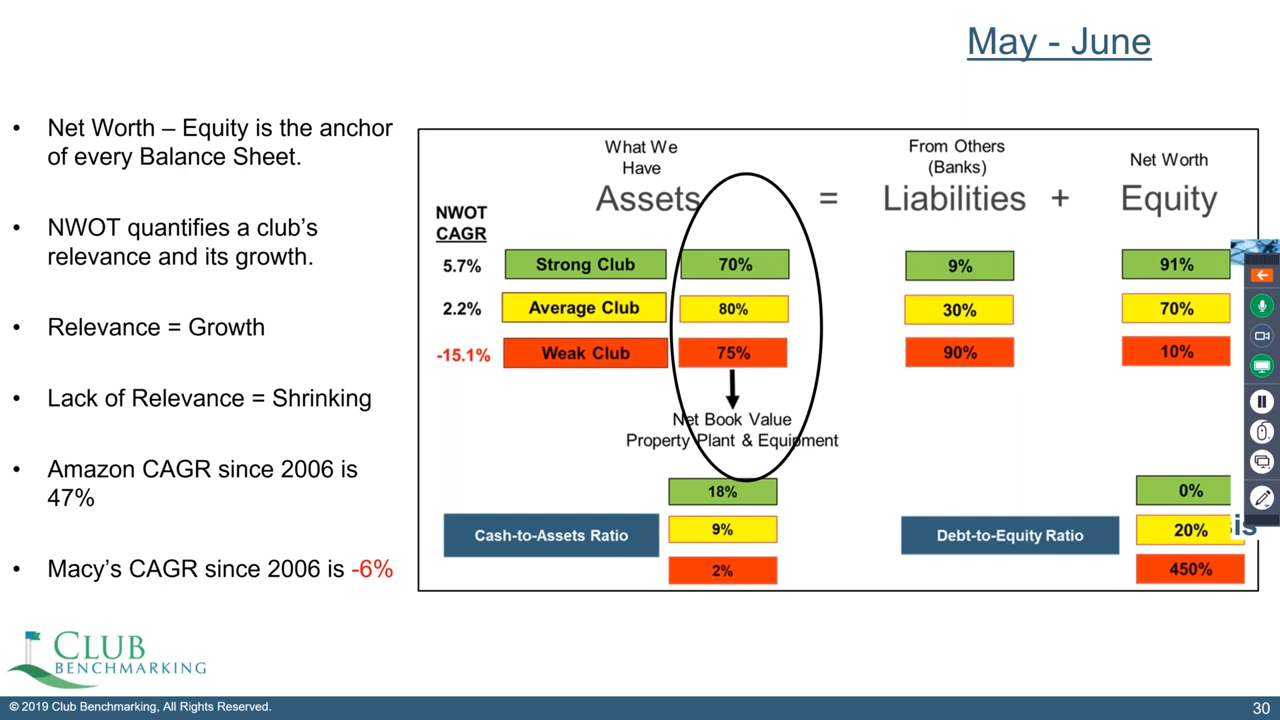 May - June
• Net Worth – Equity is the anchor
of every Balance Sheet.
• NWOT quantifies a club's
relevance and its growth.
• Relevance = Growth
• Lack of Relevance = Shrinking
• Amazon CAGR since 2006 is
47%
• Macy's CAGR since 2006 is -6%
What We
Have
From Others
(Banks)
Net Worth
Assets = Liabilities + Equity
NWOT
CAGR
5.7% Strong Club 70% 9% 91%
2.2% Average Club 80% 30% 70%
-15.1% Weak Club 75% 90% 10%
Net Book Value
Property Plant & Equipment
Cash-to-Assets Ratio
18%
9%
2%
Debt-to-Equity Ratio
0%
20%
450%
CLUB
BENCHMARKING
© 2019 Club Benchmarking, All Rights Reserved.
30